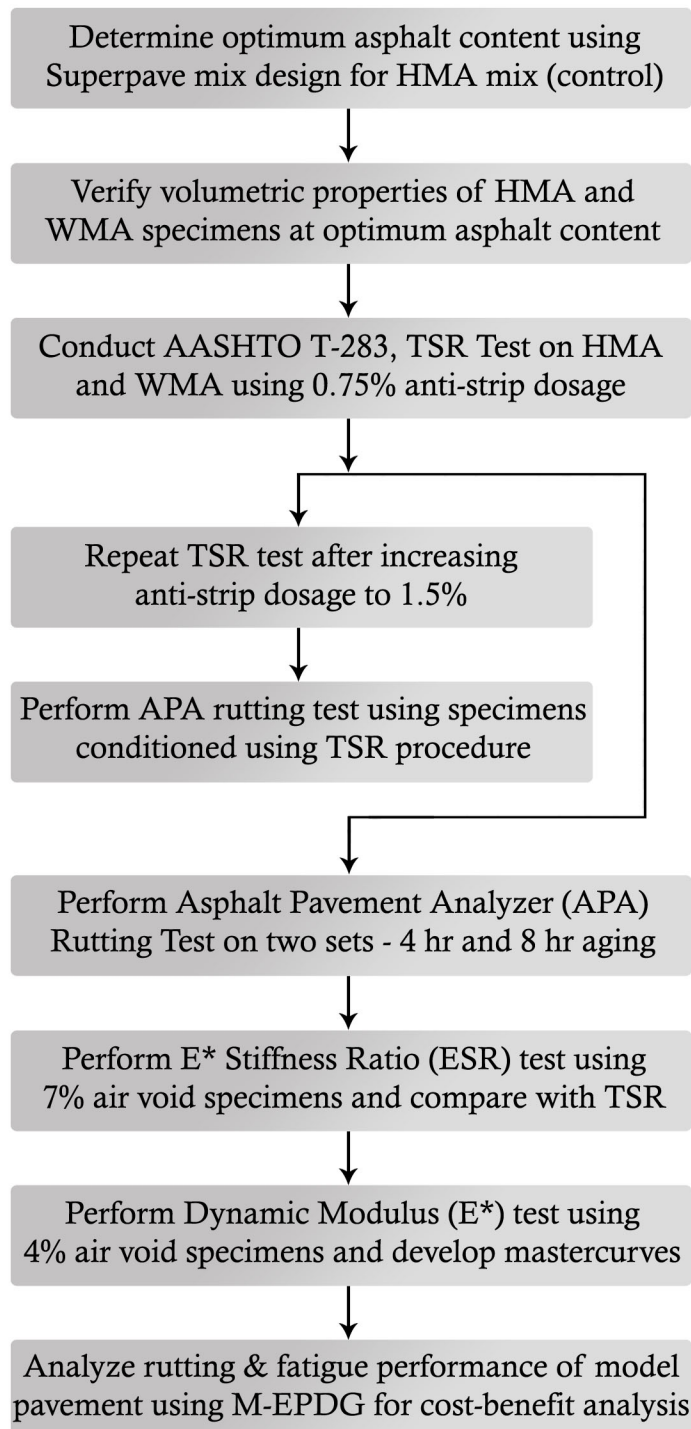 Determine optimum asphalt content using
Superpave mix design for HMA mix (control)
Verify volumetric properties of HMA and
WMA specimens at optimum asphalt content
Conduct AASHTO T-283, TSR Test on HMA
and WMA using 0.75% anti-strip dosage
Repeat TSR test after increasing
anti-strip dosage to 1.5%
Perform APA rutting test using specimens
conditioned using TSR procedure
Perform Asphalt Pavement Analyzer (APA)
Rutting Test on two sets - 4 hr and 8 hr aging
Perform E* Stiffness Ratio (ESR) test using
7% air void specimens and compare with TSR
Perform Dynamic Modulus (E*) test using
4% air void specimens and develop mastercurves
Analyze rutting & fatigue performance of model
pavement using M-EPDG for cost-benefit analysis